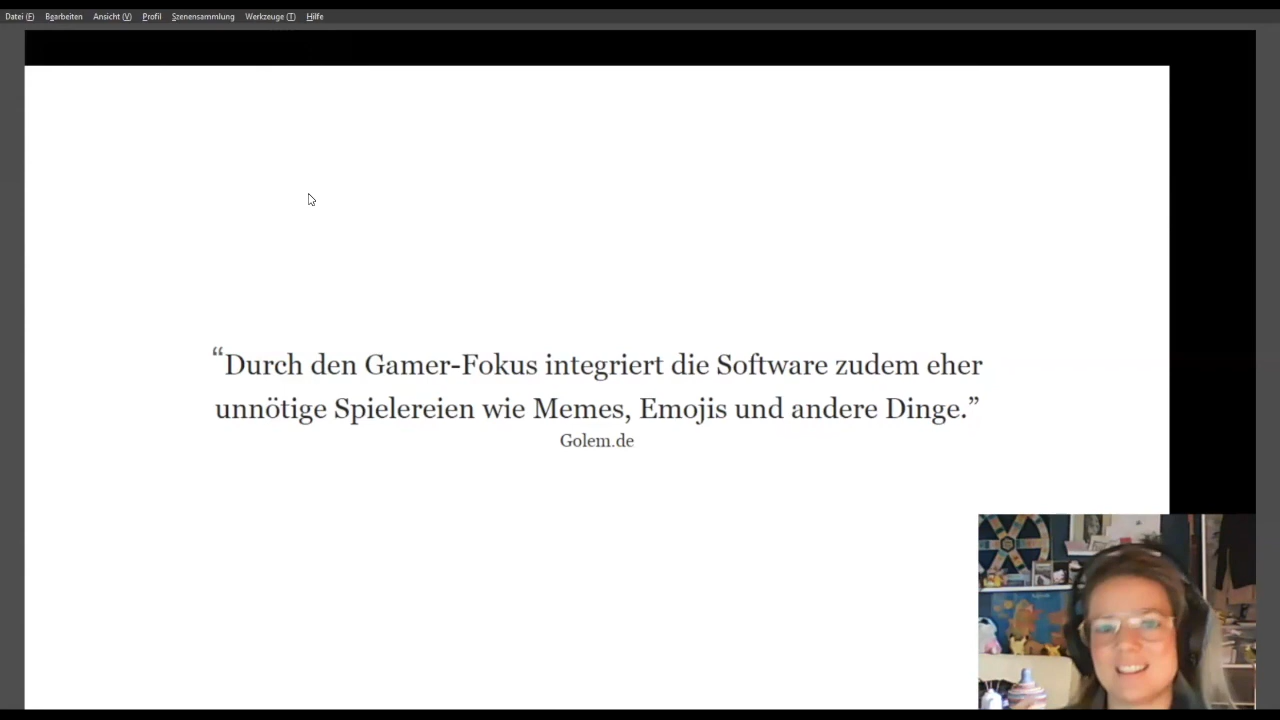 Datei (F) Bearbeiten Ansicht (V) Profil Szenensammlung Werkzeuge (T) Hilfe
“Durch den Gamer-Fokus integriert die Software zudem eher
unnötige Spielereien wie Memes, Emojis und andere Dinge.”
Golem.de